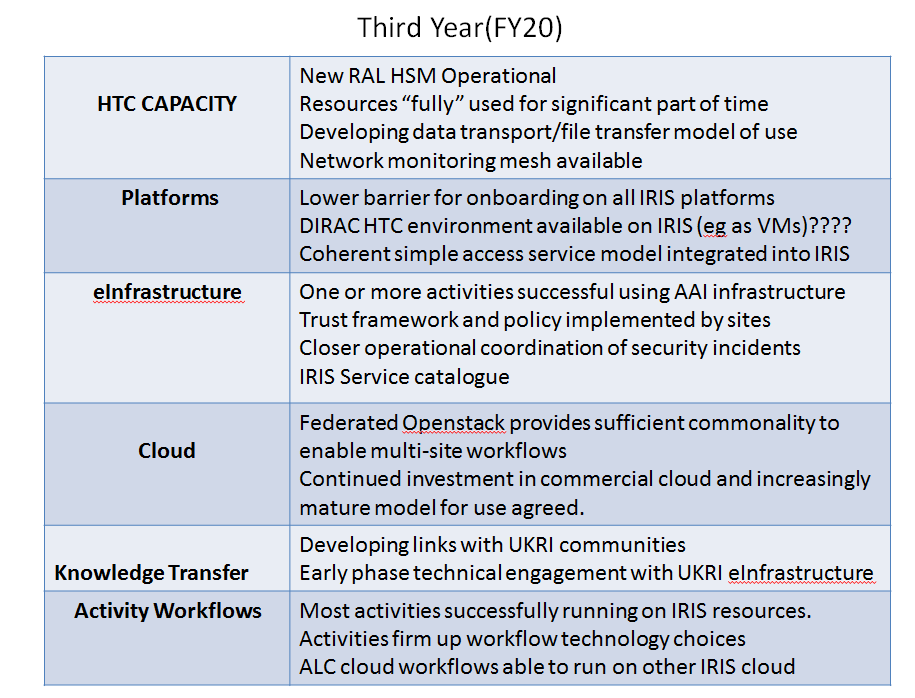 Third Year(FY20)
HTC CAPACITY
New RAL HSM Operational
Resources “fully” used for significant part of time
Developing data transport/file transfer model of use
Network monitoring mesh available
Platforms
Lower barrier for onboarding on all IRIS platforms
DIRAC HTC environment available on IRIS (eg as VMs)????
Coherent simple access service model integrated into IRIS
eInfrastructure
One or more activities successful using AAI infrastructure
Trust framework and policy implemented by sites
Closer operational coordination of security incidents
IRIS Service catalogue
Cloud
Federated Openstack provides sufficient commonality to
enable multi-site workflows
Continued investment in commercial cloud and increasingly
mature model for use agreed.
Knowledge Transfer
Developing links with UKRI communities
Early phase technical engagement with UKRI eInfrastructure
Activity Workflows
Most activities successfully running on IRIS resources.
Activities firm up workflow technology choices
ALC cloud workflows able to run on other IRIS cloud